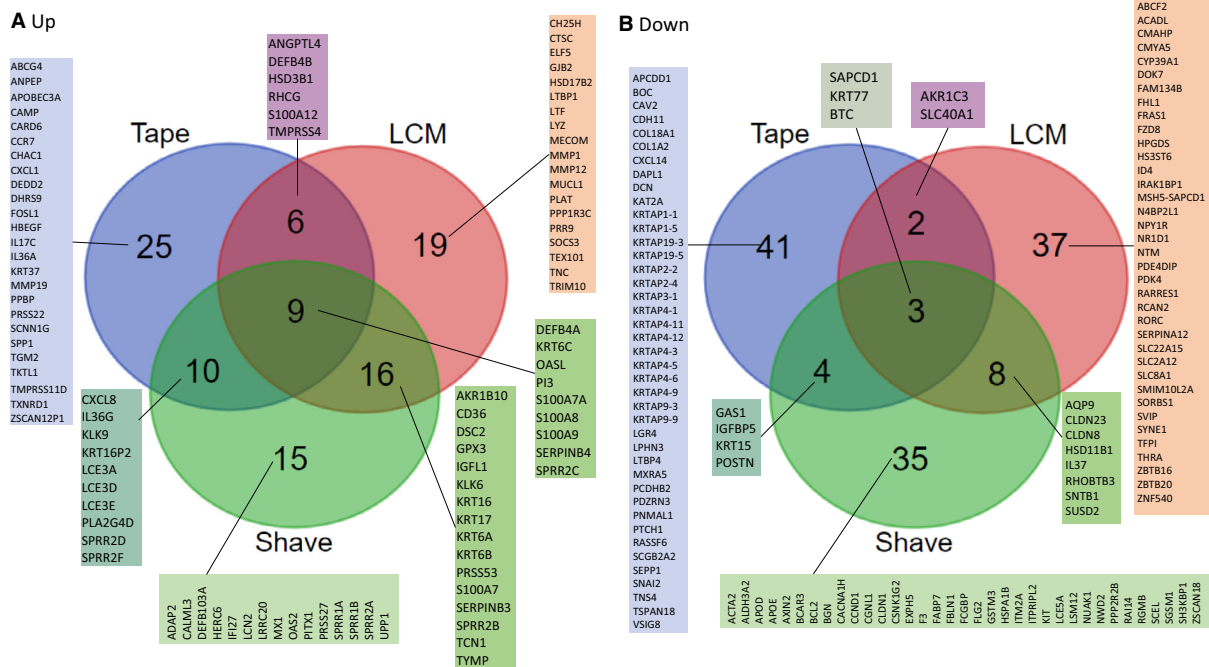 A Up
ANGPTL4
DEFB4B
HSD3B1
RHCG
S100A12
TMPRSS4
CH25H
CTSC
ELF5
GJB2
HSD17B2
LTBP1
LTF
LYZ
MECOM
MMP1
MMP12
MUCL1
PLAT
PPP1R3C
PRR9
SOCS3
TEX101
TNC
TRIM10
ABCG4
ANPEP
APOBEC3A
CAMP
CARD6
CCR7
CHAC1
CXCL1
DEDD2
DHRS9
FOSL1
HBEGF
IL17C
IL36A
KRT37
MMP19
PPBP
PRSS22
SCNN1G
SPP1
TGM2
TKTL1
TMPRSS11D
TXNRD1
ZSCAN12P1
Tape
LCM
25
6
19
9
10
16
15
Shave
DEFB4A
KRT6C
OASL
PI3
S100A7A
S100A8
S100A9
SERPINB4
SPRR2C
CXCL8
IL36G
KLK9
KRT16P2
LCE3A
LCE3D
LCE3E
PLA2G4D
SPRR2D
SPRR2F
AKR1B10
CD36
DSC2
GPX3
IGFL1
KLK6
KRT16
KRT17
KRT6A
KRT6B
PRSS53
S100A7
SERPINB3
SPRR2B
TCN1
TYMP
ADAP2
CALML3
DEFB103A
HERC6
IFI27
LCN2
LRRC20
MX1
OAS2
PITX1
PRSS27
SPRR1A
SPRR1B
SPRR2A
UPP1
B Down
SAPCD1
KRT77
BTC
AKR1C3
SLC40A1
ABCF2
ACADL
CMAHP
CMYA5
CYP39A1
DOK7
FAM134B
FHL1
FRAS1
FZD8
HPGDS
HS3ST6
ID4
IRAK1BP1
MSH5-SAPCD1
N4BP2L1
NPY1R
NR1D1
NTM
PDE4DIP
PDK4
RARRES1
RCAN2
RORC
SERPINA12
SLC22A15
SLC2A12
SLC8A1
SMIM10L2A
SORBS1
SVIP
SYNE1
TFPI
THRA
ZBTB16
ZBTB20
ZNF540
APCDD1
BOC
CAV2
CDH11
COL18A1
COL1A2
CXCL14
DAPL1
DCN
KAT2A
KRTAP1-1
KRTAP1-5
KRTAP19-3
KRTAP19-5
KRTAP2-2
KRTAP2-4
KRTAP3-1
KRTAP4-1
KRTAP4-11
KRTAP4-12
KRTAP4-3
KRTAP4-5
KRTAP4-6
KRTAP4-9
KRTAP9-3
KRTAP9-9
LGR4
LPHN3
LTBP4
MXRA5
PCDHB2
PDZRN3
PNMAL1
PTCH1
RASSF6
SCGB2A2
SEPP1
SNAI2
TNS4
TSPAN18
VSIG8
Tape
LCM
41
2
37
3
4
8
35
Shave
GAS1
IGFBP5
KRT15
POSTN
AQP9
CLDN23
CLDN8
HSD11B1
IL37
RHOBTB3
SNTB1
SUSD2
ACTA2
ALDH3A2
APOD
APOE
AXIN2
BCAR3
BCL2
BGN
CACNA1H
CCND1
CGNL1
CLDN1
CSNK1G2
EXPH5
F3
FABP7
FBLN1
FCGBP
FLG2
GSTM3
HSPA1B
ITM2A
ITPRIPL2
KIT
LCE5A
LSM12
NUAK1
NWD2
PPP2R2B
RAI14
RGMB
SCEL
SGSM1
SH3KBP1
ZSCAN18